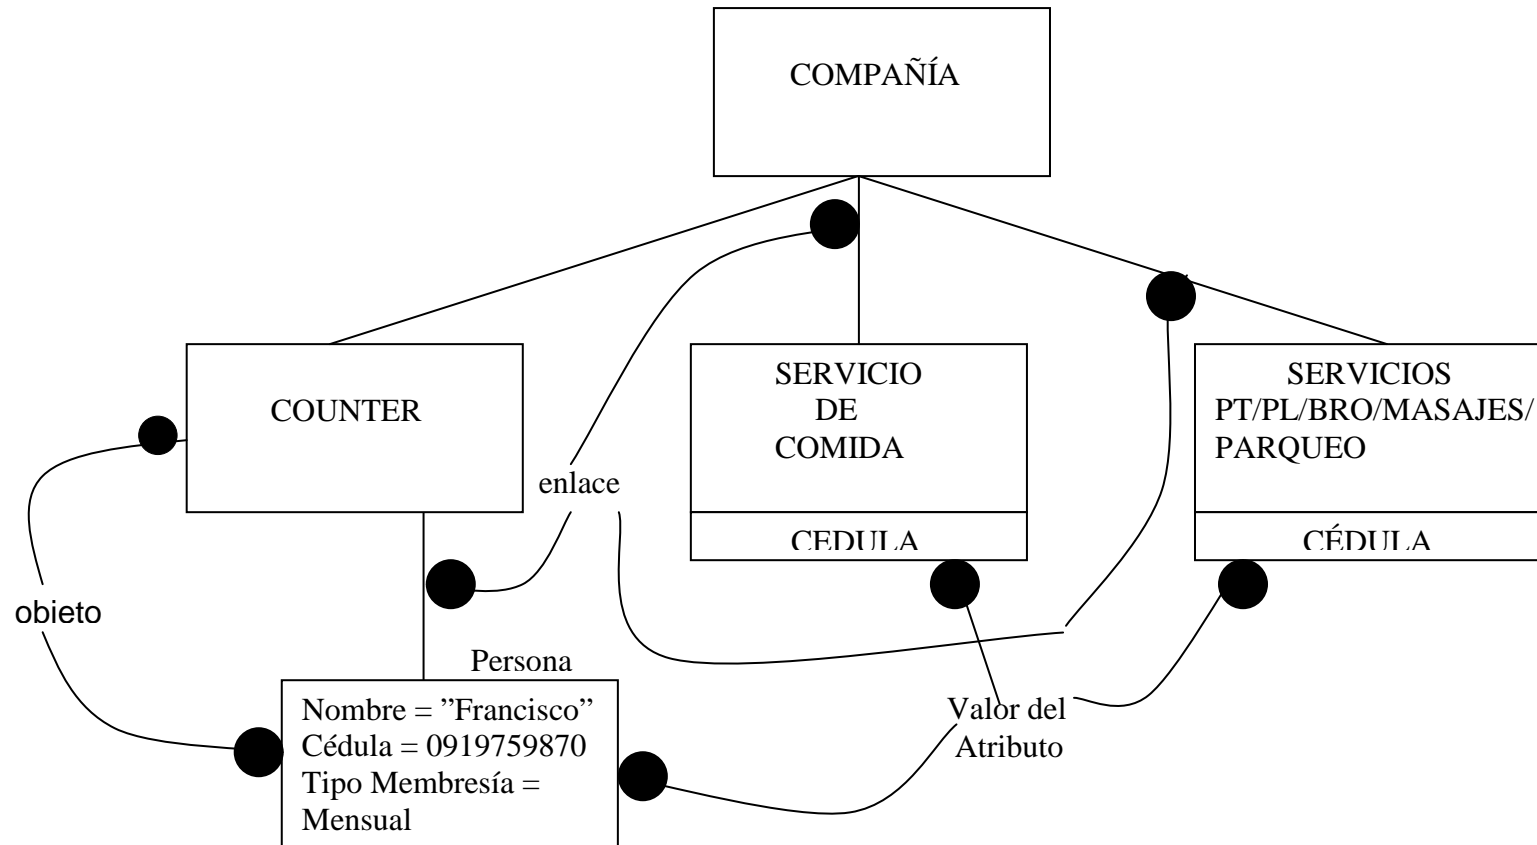 COMPAÑÍA
COUNTER
SERVICIO
DE
COMIDA
CEDULA
SERVICIOS
PT/PL/BRO/MASAJES/
PARQUEO
CÉDULA
enlace
objeto
Persona
Nombre = ”Francisco”
Cédula = 0919759870
Tipo Membresía =
Mensual
Valor del
Atributo